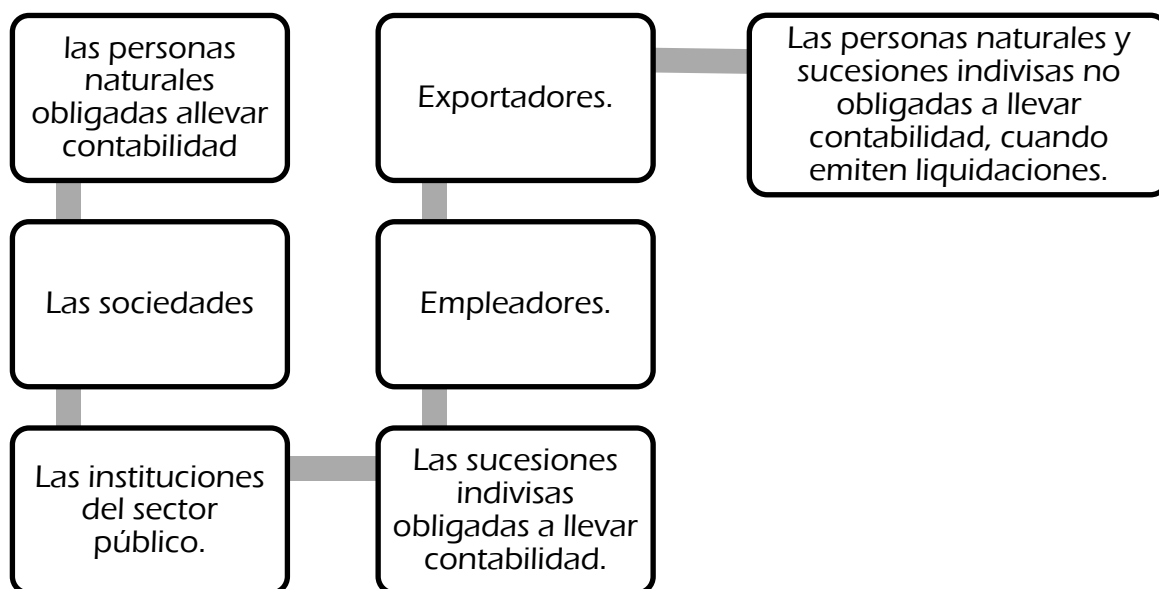 las personas
naturales
obligadas allevar
contabilidad
Las sociedades
Las instituciones
del sector
público.
Las sucesiones
indivisas
obligadas a llevar
contabilidad.
Empleadores.
Exportadores.
Las personas naturales y
sucesiones indivisas no
obligadas a llevar
contabilidad, cuando
emiten liquidaciones.